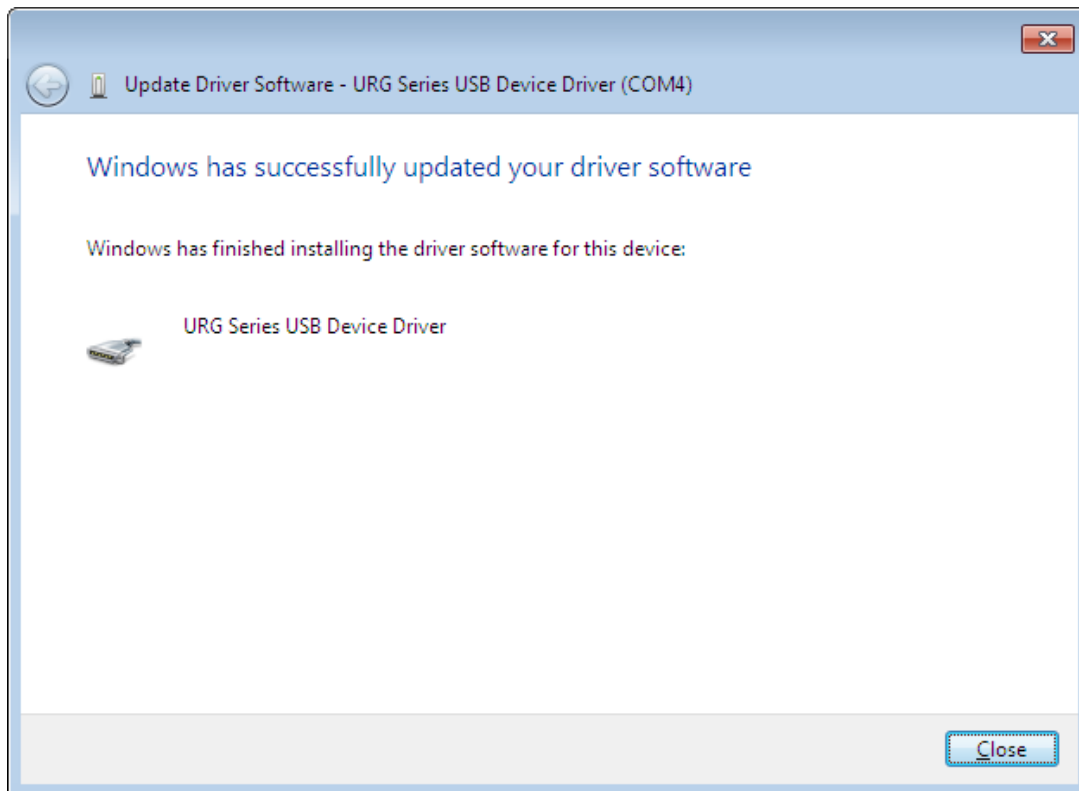 Update Driver Software - URG Series USB Device Driver (COM4)
Windows has successfully updated your driver software
Windows has finished installing the driver software for this device:
URG Series USB Device Driver
Close